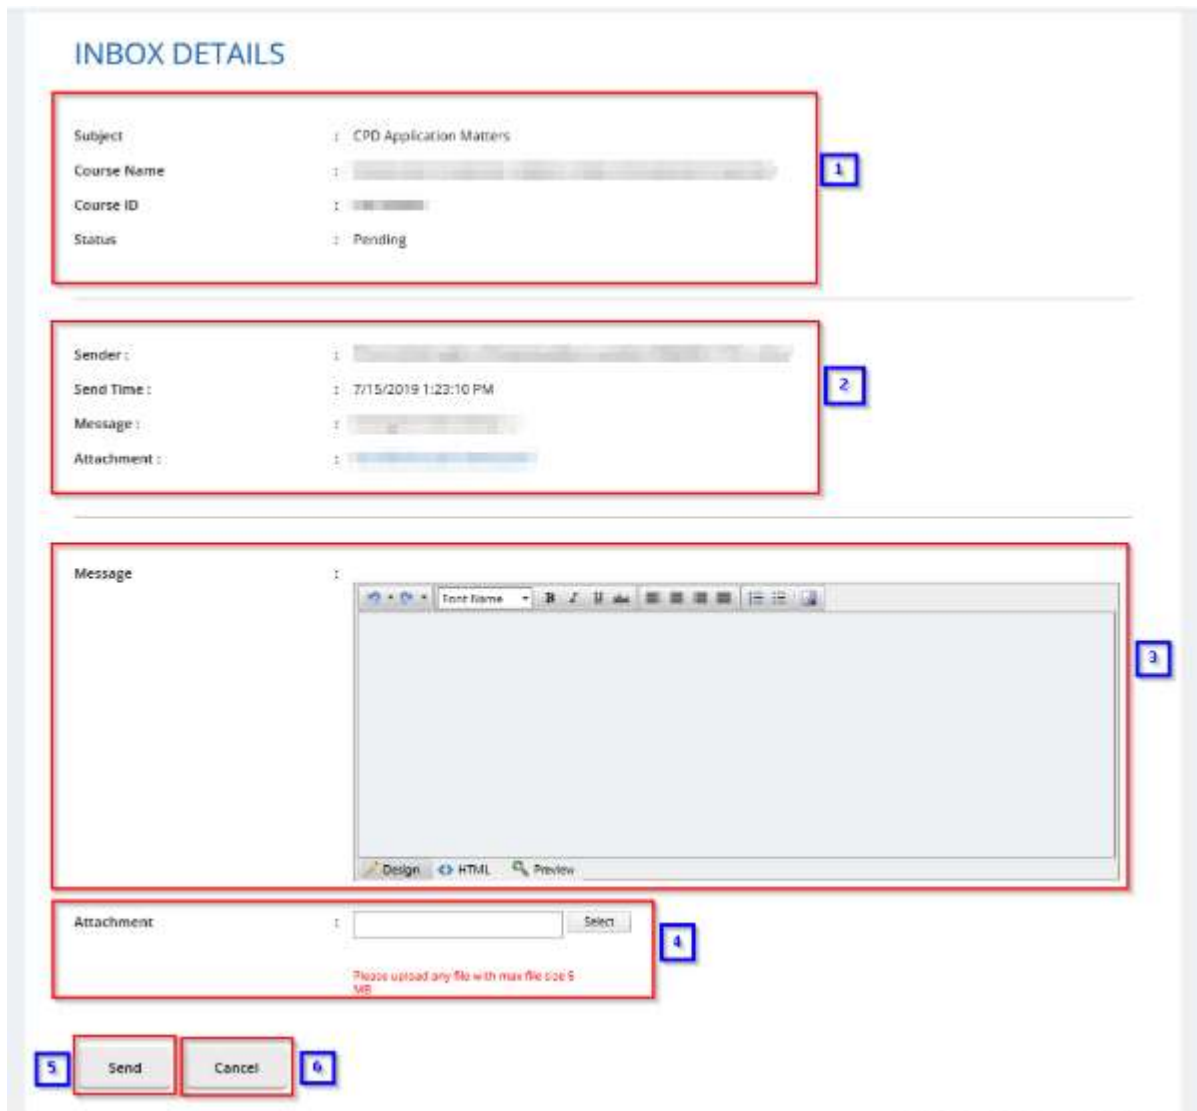 INBOX DETAILS
Subject : CPD Application Matters
Course Name :
Course ID :
Status : Pending
1
Sender : :
Send Time : : 7/15/2019 1:23:10 PM
Message : :
Attachment : :
2
Message :
Font Name B I U abc
3
Design HTML Preview
Attachment : Select
4
Please upload any file with max file size 5
MB
5 Send Cancel 6